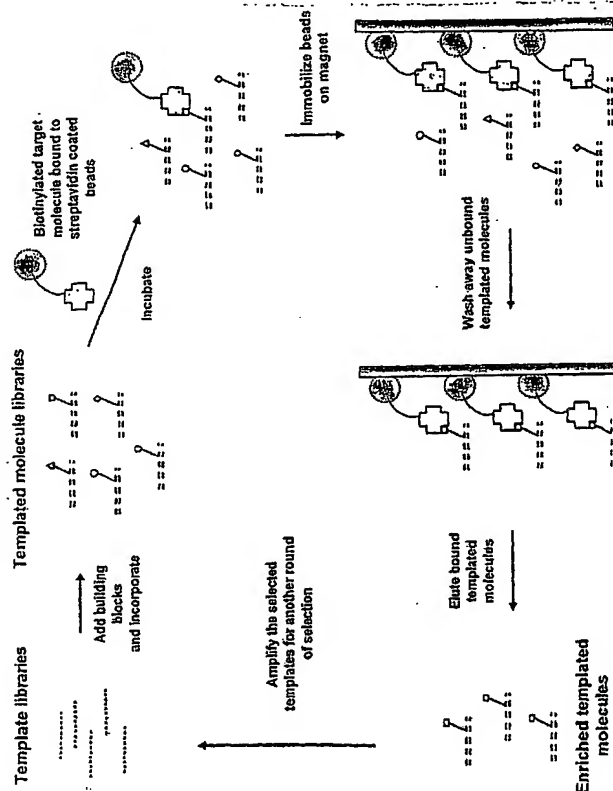 Template libraries
Add building
blocks
and incorporate
Templated molecule libraries
Biotinylated target
molecule bound to
streptavidin coated
beads
Incubate
Immobilize beads
on magnet
Wash away unbound
templated molecules
Elute bound
templated
molecules
Enriched templated
molecules
Amplify the selected
templates for another round
of selection